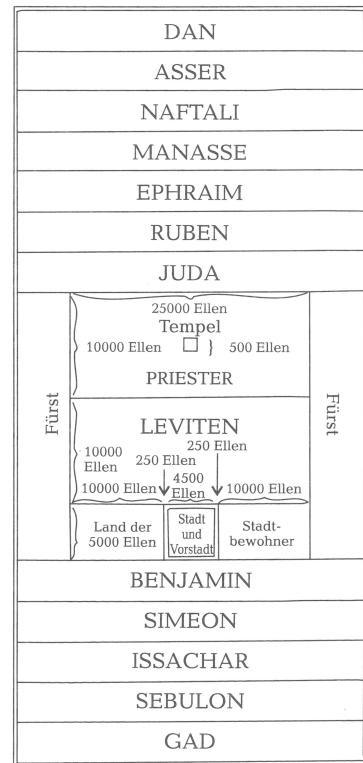 DAN
ASSER
NAFTALI
MANASSE
EPHRAIM
RUBEN
JUDA
25000 Ellen
Tempel
10000 Ellen } 500 Ellen
PRIESTER
Fürst
Fürst
LEVITEN
10000
Ellen
250 Ellen
250 Ellen
4500
Ellen
10000 Ellen
10000 Ellen
Land der
5000 Ellen
Stadt
und
Vorstadt
Stadt-
bewohner
BENJAMIN
SIMEON
ISSACHAR
SEBULON
GAD